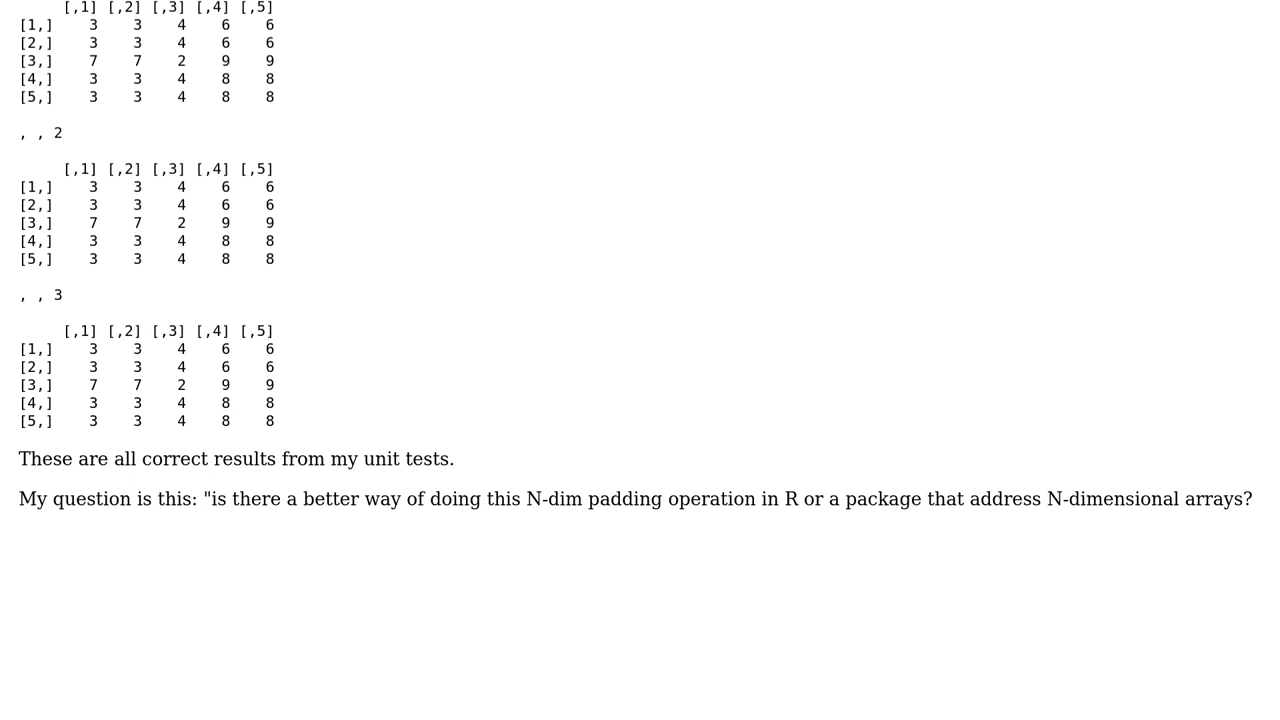 [,1] [,2] [,3] [,4] [,5]
[1,]    3    3    4    6    6
[2,]    3    3    4    6    6
[3,]    7    7    2    9    9
[4,]    3    3    4    8    8
[5,]    3    3    4    8    8
, , 2
     [,1] [,2] [,3] [,4] [,5]
[1,]    3    3    4    6    6
[2,]    3    3    4    6    6
[3,]    7    7    2    9    9
[4,]    3    3    4    8    8
[5,]    3    3    4    8    8
, , 3
     [,1] [,2] [,3] [,4] [,5]
[1,]    3    3    4    6    6
[2,]    3    3    4    6    6
[3,]    7    7    2    9    9
[4,]    3    3    4    8    8
[5,]    3    3    4    8    8
These are all correct results from my unit tests.
My question is this: "is there a better way of doing this N-dim padding operation in R or a package that address N-dimensional arrays?